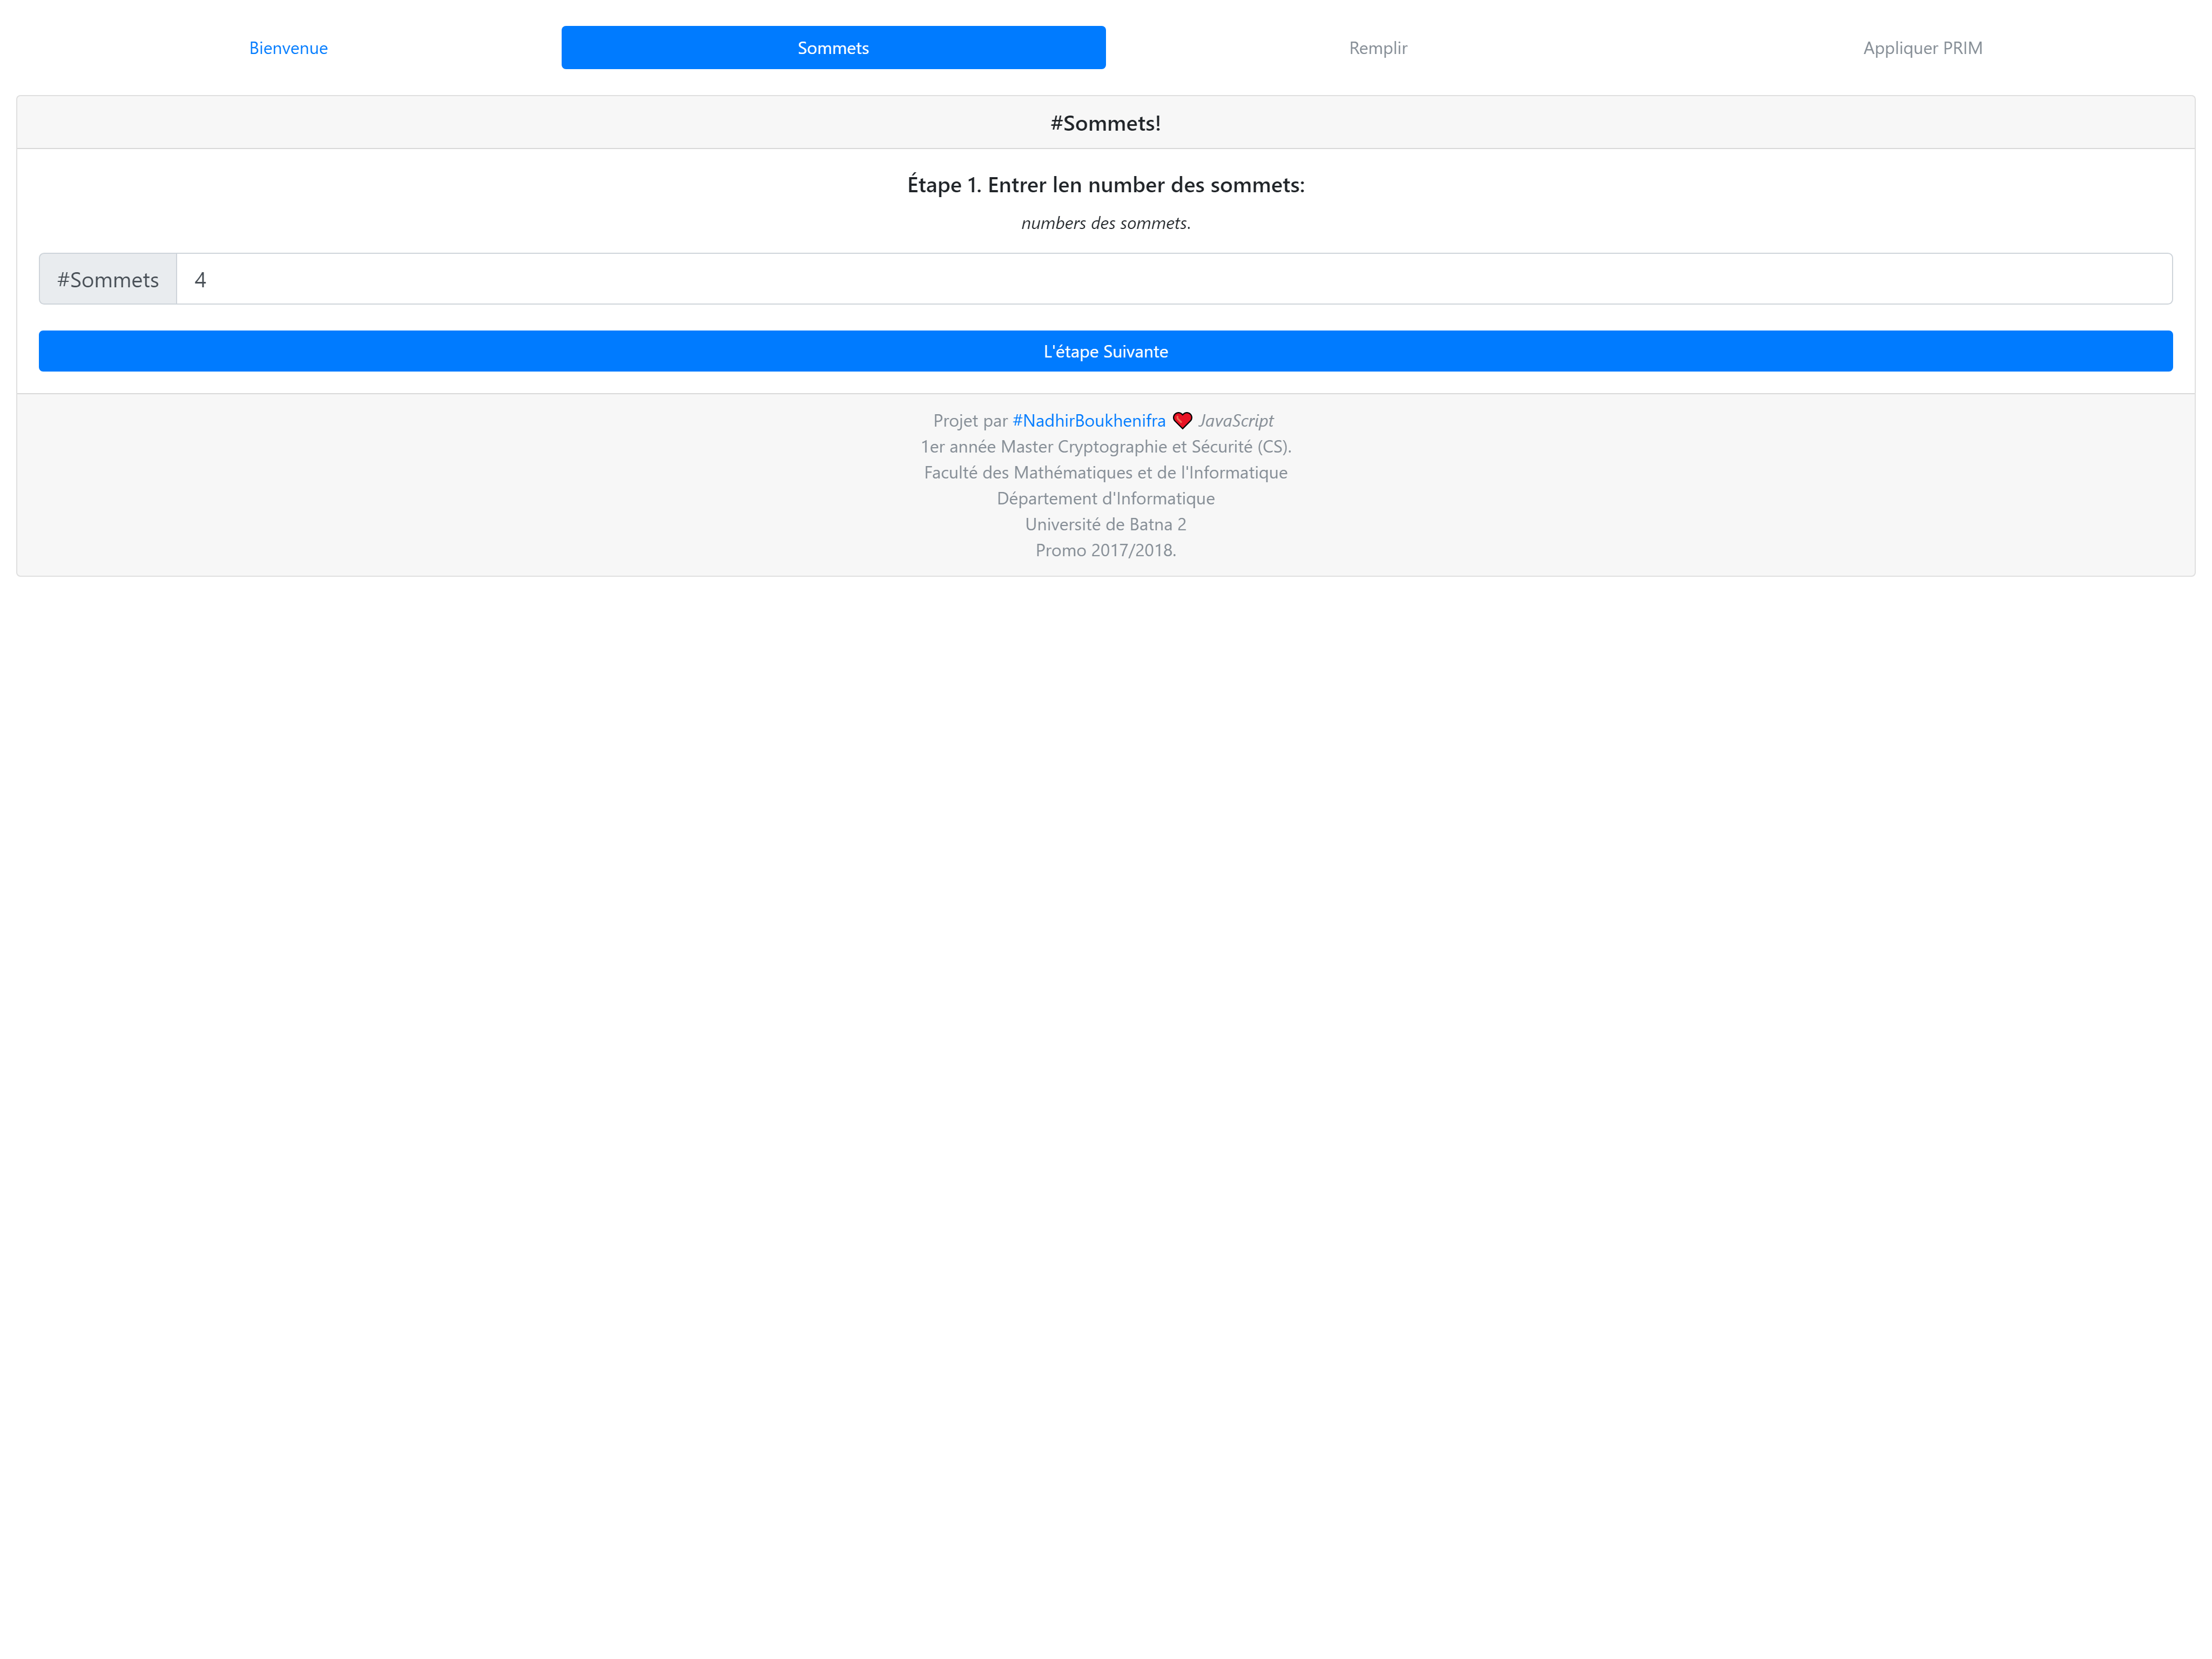 Bienvenue Sommets Remplir Appliquer PRIM
#Sommets!
Étape 1. Entrer len number des sommets:
numbers des sommets.
#Sommets 4
L'étape Suivante
Projet par #NadhirBoukhenifra ❤️ JavaScript
1er année Master Cryptographie et Sécurité (CS).
Faculté des Mathématiques et de l'Informatique
Département d'Informatique
Université de Batna 2
Promo 2017/2018.